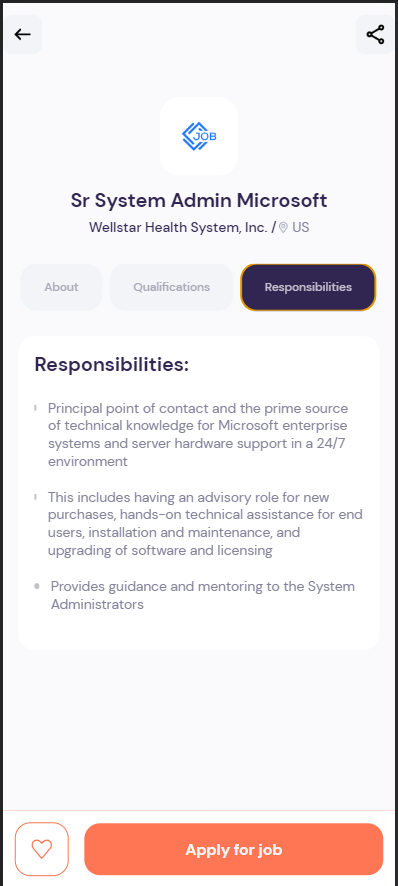 JOB
Sr System Admin Microsoft
Wellstar Health System, Inc. / US
About Qualifications Responsibilities
Responsibilities:
Principal point of contact and the prime source
of technical knowledge for Microsoft enterprise
systems and server hardware support in a 24/7
environment
This includes having an advisory role for new
purchases, hands-on technical assistance for end
users, installation and maintenance, and
upgrading of software and licensing
Provides guidance and mentoring to the System
Administrators
Apply for job